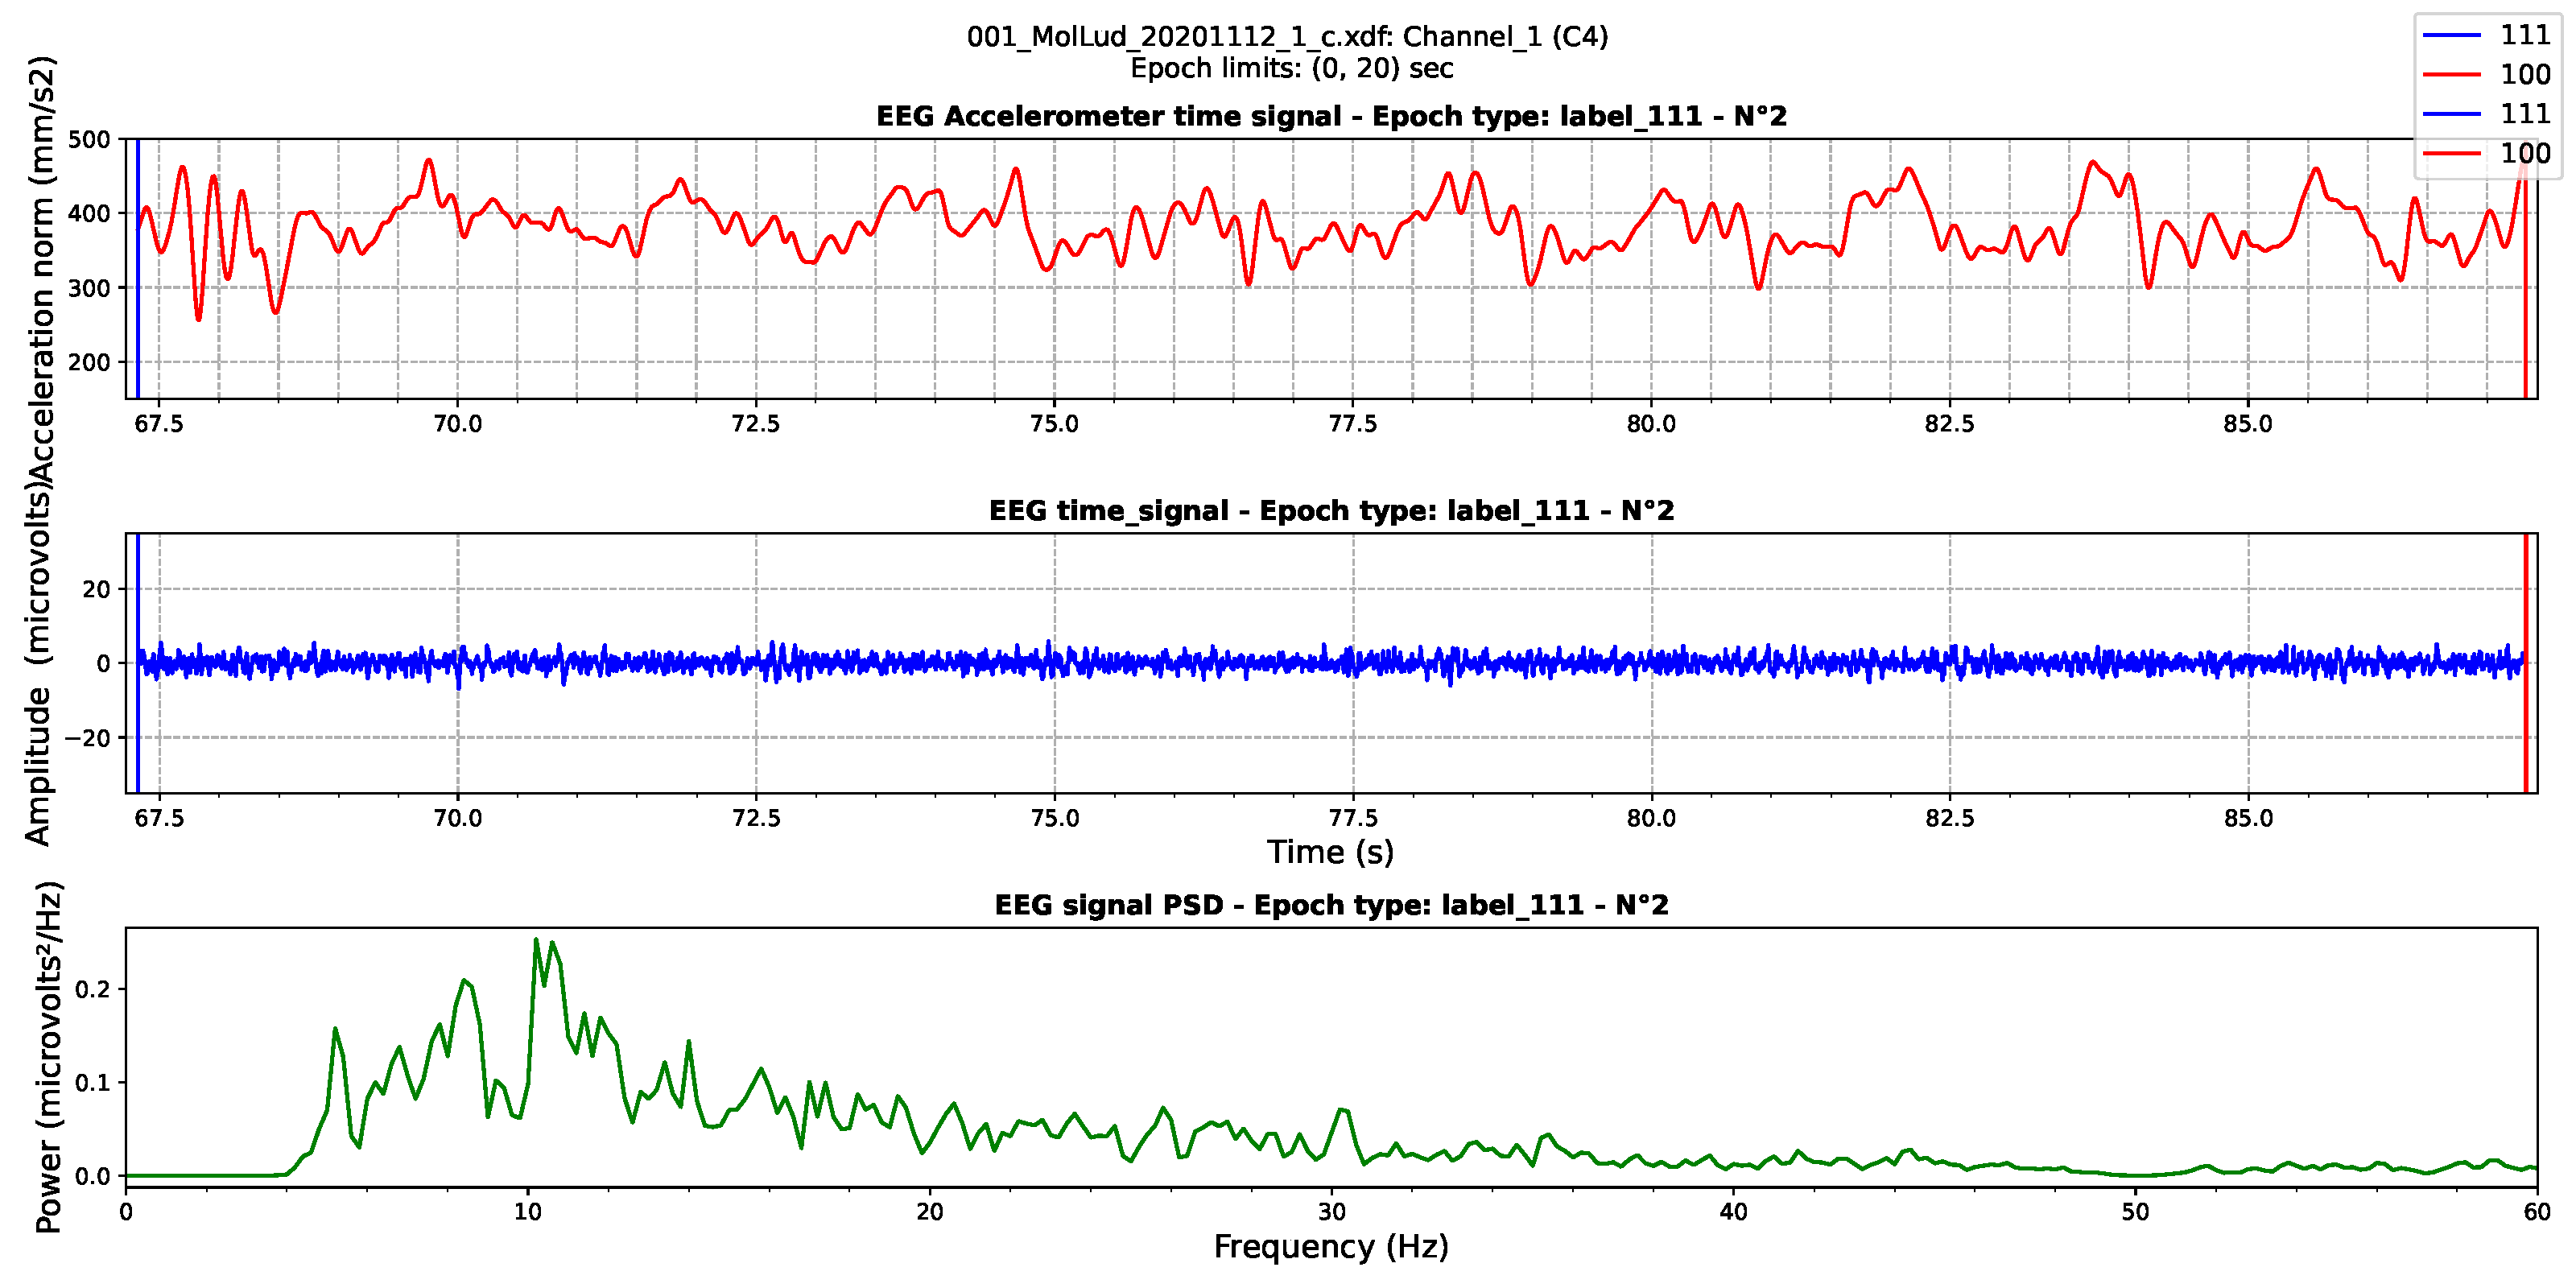 001_MolLud_20201112_1_c.xdf: Channel_1 (C4)
Epoch limits: (0, 20) sec
111
100
111
100
EEG Accelerometer time signal - Epoch type: label_111 - N°2
Acceleration norm (mm/s2)
500
400
300
200
67.5 70.0 72.5 75.0 77.5 80.0 82.5 85.0
EEG time_signal - Epoch type: label_111 - N°2
Amplitude (microvolts)
20
0
−20
67.5 70.0 72.5 75.0 77.5 80.0 82.5 85.0
Time (s)
EEG signal PSD - Epoch type: label_111 - N°2
Power (microvolts²/Hz)
0.2
0.1
0.0
0 10 20 30 40 50 60
Frequency (Hz)